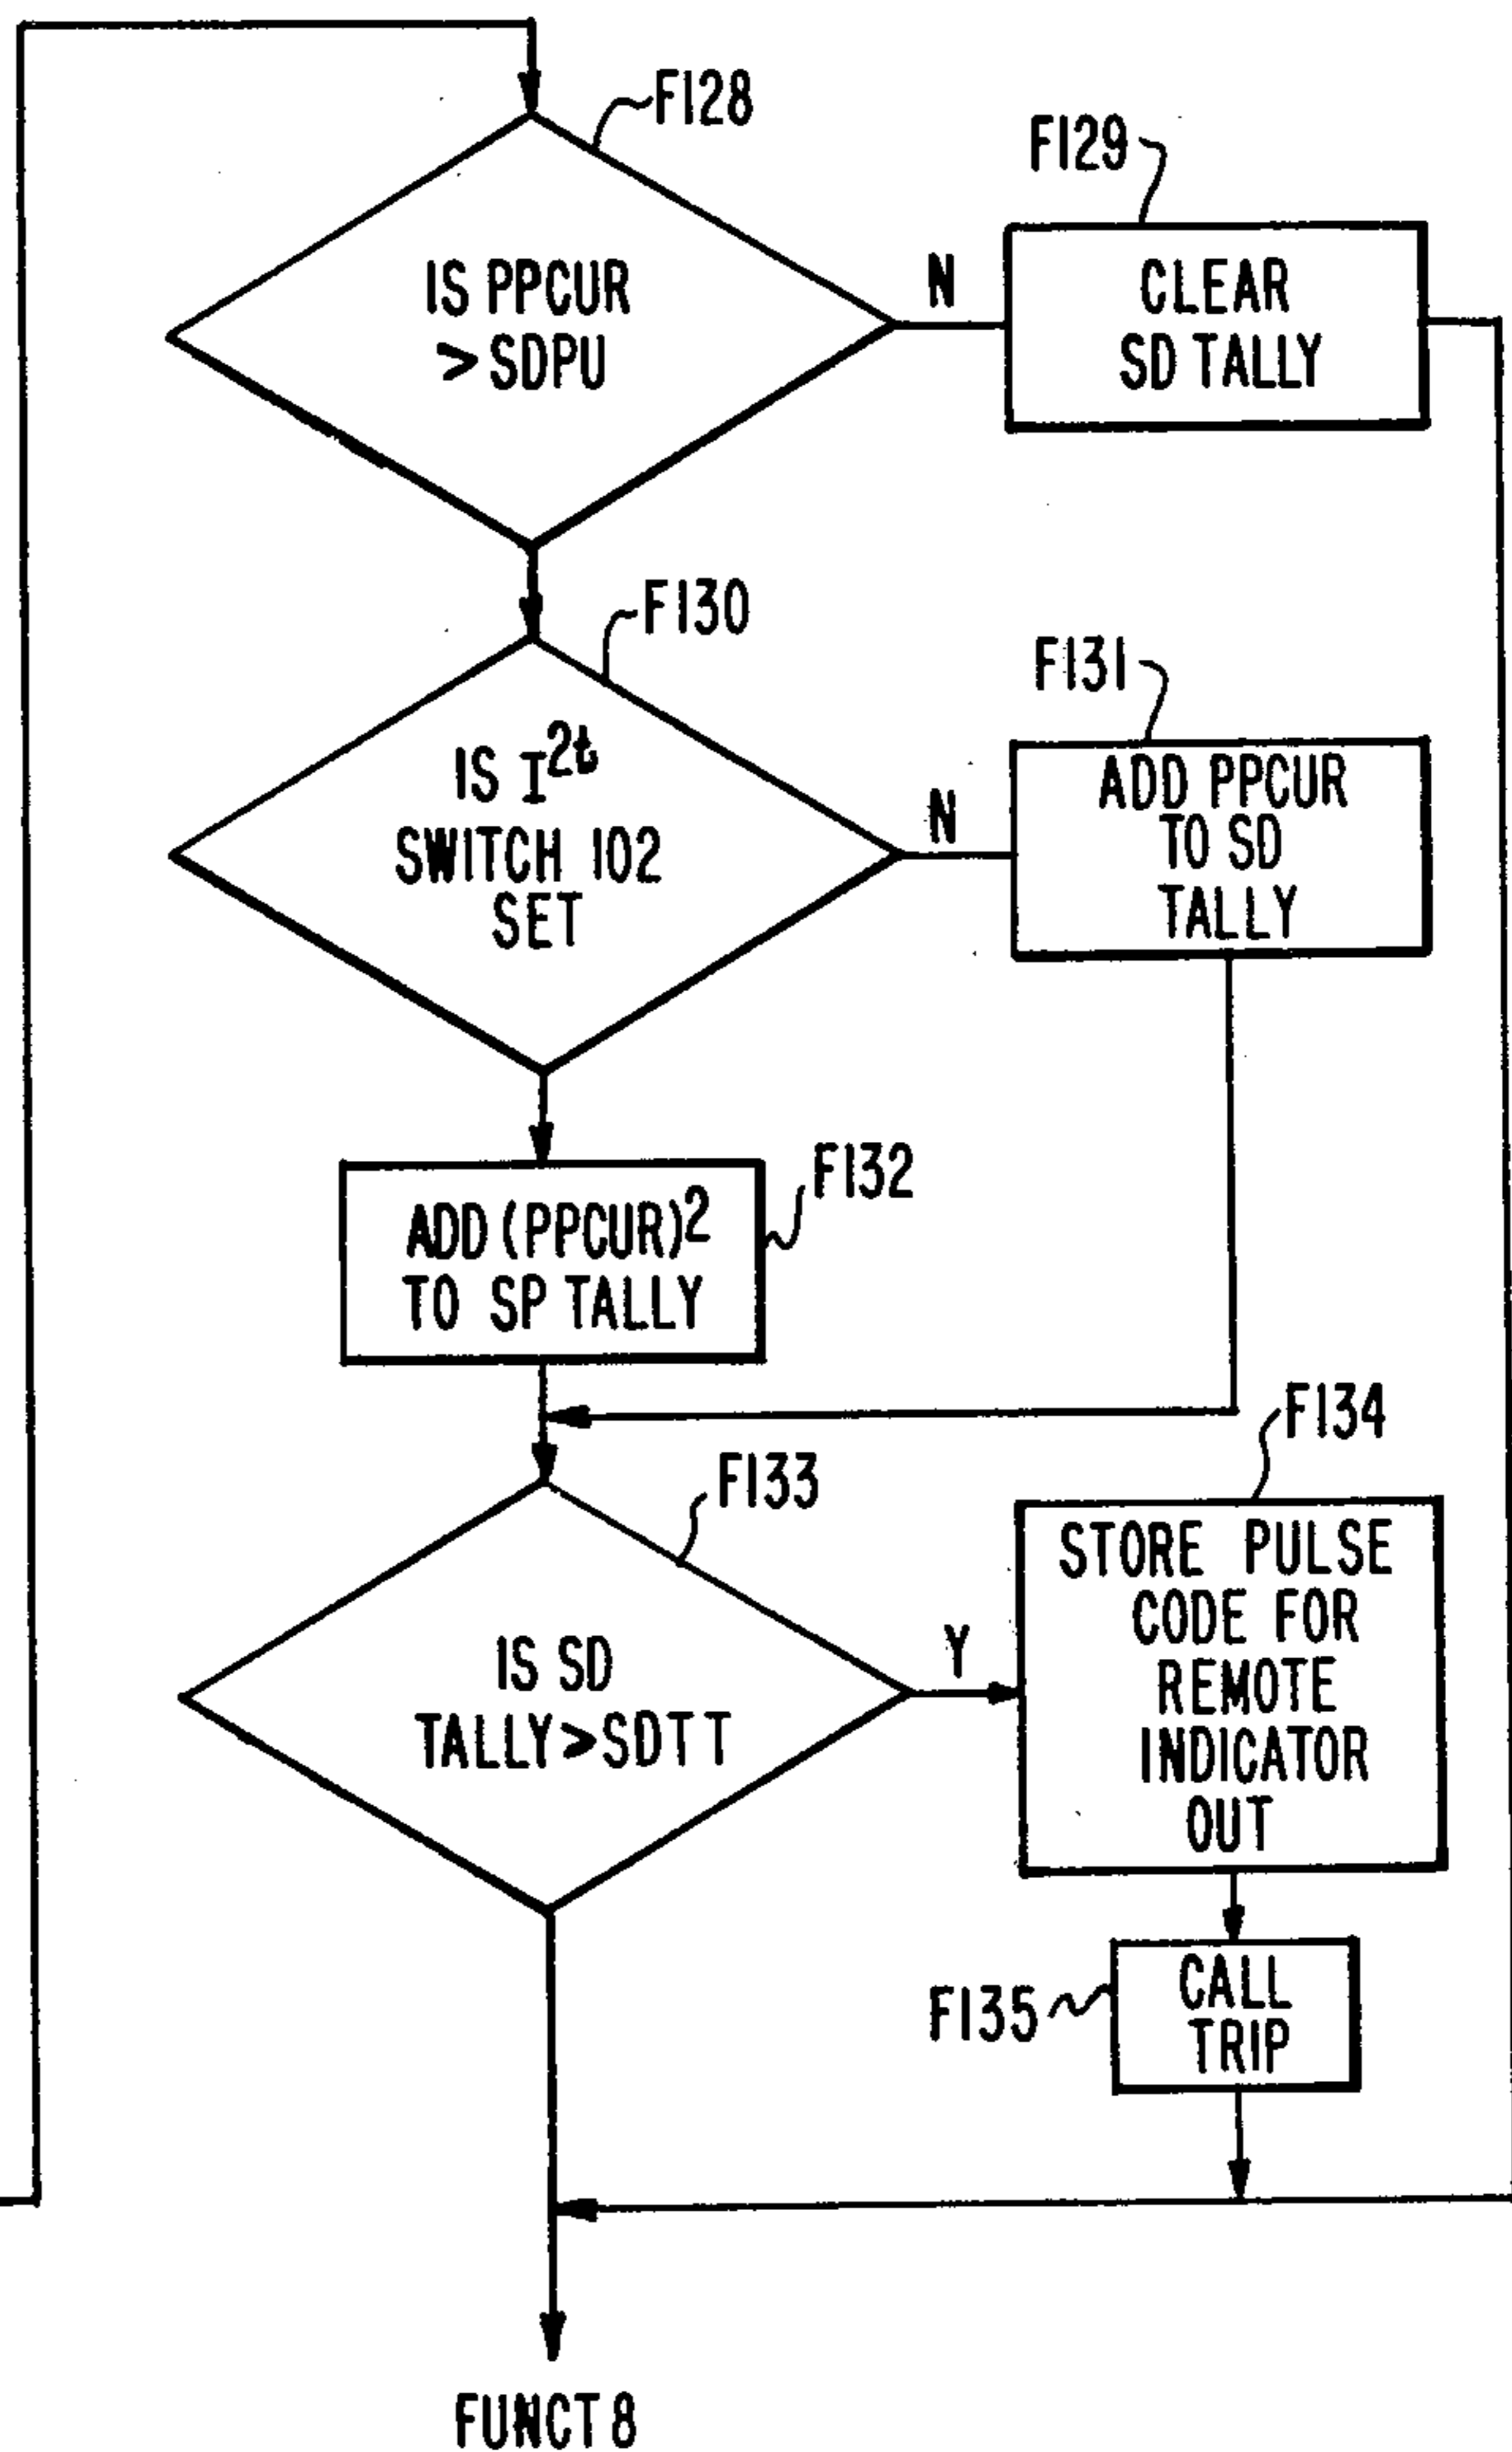 F128
IS PPCUR
> SDPU
N
F129
CLEAR
SD TALLY
F130
IS I²t
SWITCH 102
SET
N
F131
ADD PPCUR
TO SD
TALLY
F132
ADD (PPCUR)²
TO SP TALLY
F133
IS SD
TALLY > SDTT
Y
F134
STORE PULSE
CODE FOR
REMOTE
INDICATOR
OUT
F135
CALL
TRIP
FUNCT 8